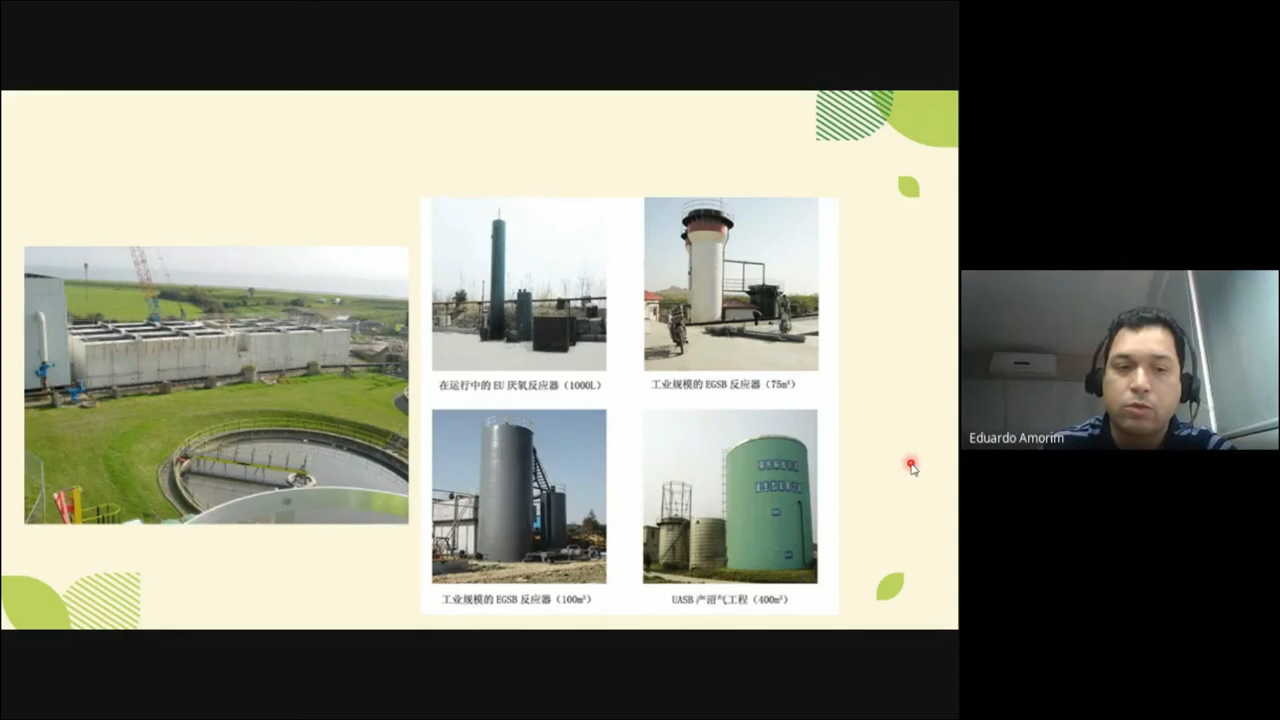 在运行中的 EU 厌氧反应器（1000L）
工业规模的 EGSB 反应器（75m³）
工业规模的 EGSB 反应器（100m³）
UASB 产沼气工程（400m³）
Eduardo Amorim